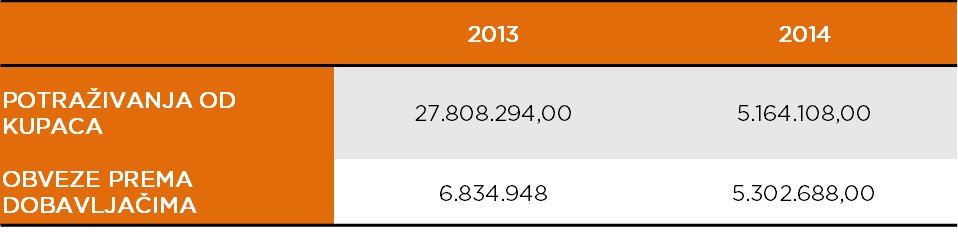 2013 2014
POTRAŽIVANJA OD
KUPACA
27.808.294,00 5.164.108,00
OBVEZE PREMA
DOBAVLJAČIMA
6.834.948 5.302.688,00